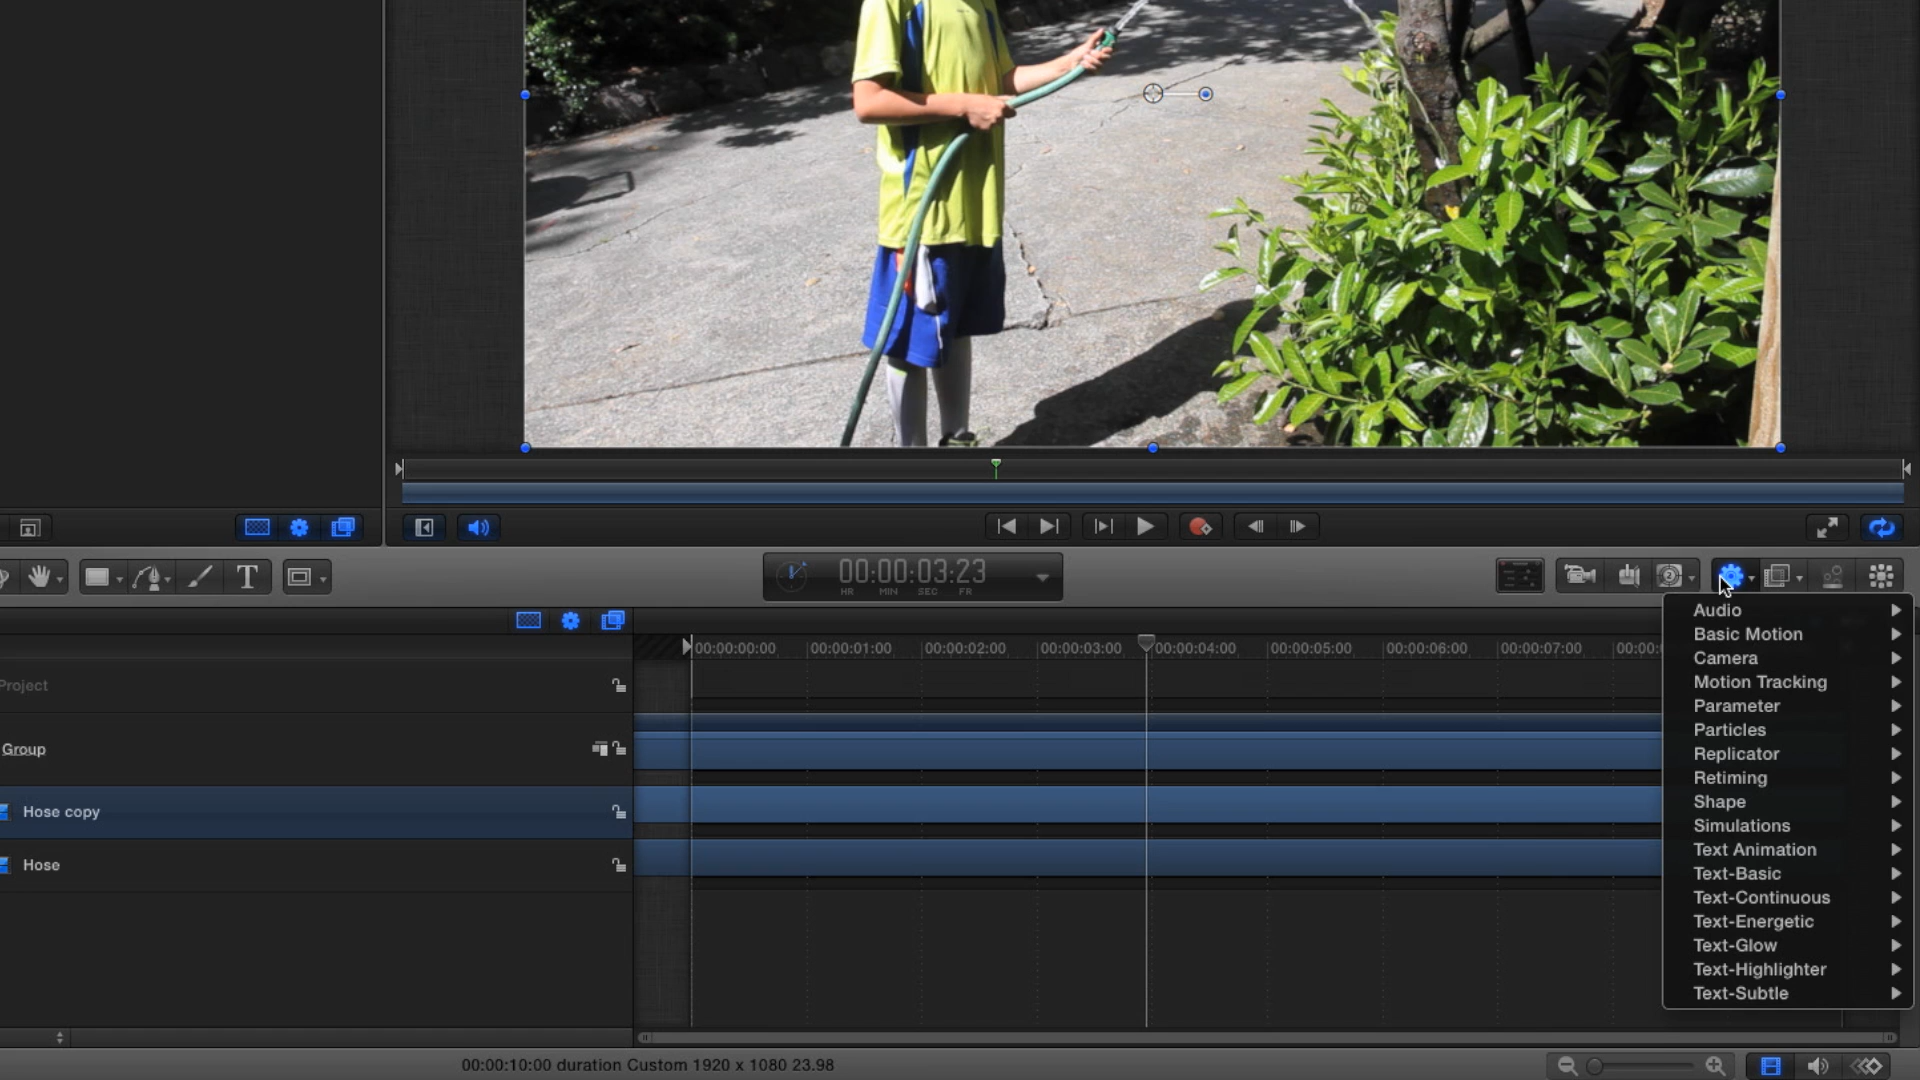 T
00:00:03:23
HR MIN SEC FR
00:00:00:00 00:00:01:00 00:00:02:00 00:00:03:00 00:00:04:00 00:00:05:00 00:00:06:00 00:00:07:00 00:00:0
Project
Group
Hose copy
Hose
Audio
Basic Motion
Camera
Motion Tracking
Parameter
Particles
Replicator
Retiming
Shape
Simulations
Text Animation
Text-Basic
Text-Continuous
Text-Energetic
Text-Glow
Text-Highlighter
Text-Subtle
00:00:10:00 duration Custom 1920 x 1080 23.98